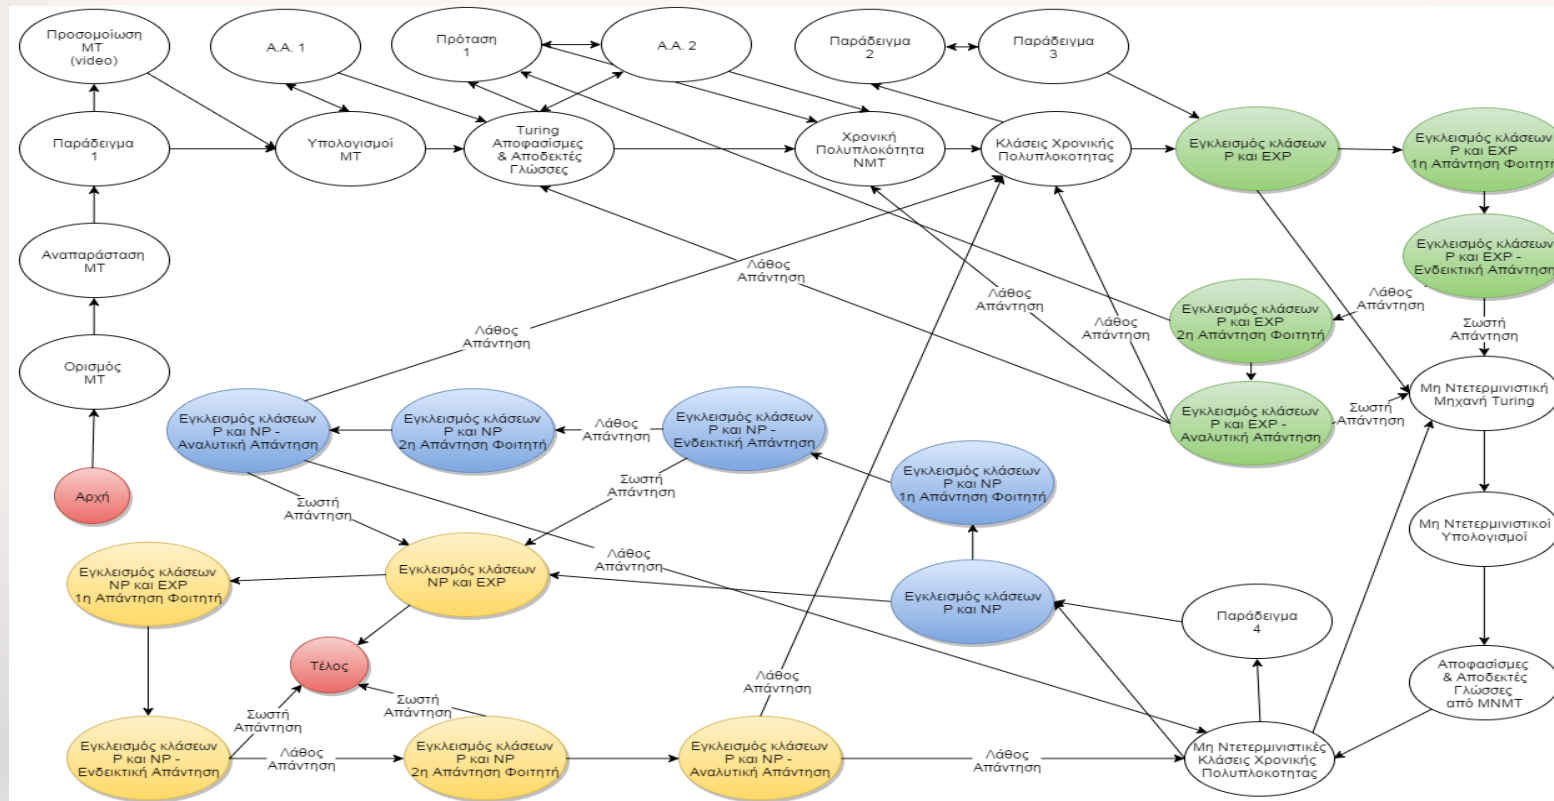 Προσομοίωση
ΜΤ
(video)
Α.Α. 1
Πρόταση
1
Α.Α. 2
Παράδειγμα
2
Παράδειγμα
3
Παράδειγμα
1
Υπολογισμοί
ΜΤ
Turing
Αποφασίσμες
& Αποδεκτές
Γλώσσες
Χρονική
Πολυπλοκότητα
ΝΜΤ
Κλάσεις Χρονικής
Πολυπλοκοτητας
Εγκλεισμός κλάσεων
P και EXP
Εγκλεισμός κλάσεων
P και EXP
1η Απάντηση Φοιτητή
Αναπαράσταση
ΜΤ
Εγκλεισμός κλάσεων
P και EXP -
Ενδεικτική Απάντηση
Λάθος
Απάντηση
Λάθος
Απάντηση
Λάθος
Απάντηση
Εγκλεισμός κλάσεων
P και EXP
2η Απάντηση Φοιτητή
Λάθος
Απάντηση
Σωστή
Απάντηση
Λάθος
Απάντηση
Ορισμός
ΜΤ
Μη Ντετερμινιστική
Μηχανή Turing
Εγκλεισμός κλάσεων
P και NP -
Αναλυτική Απάντηση
Εγκλεισμός κλάσεων
P και NP
2η Απάντηση Φοιτητή
Λάθος
Απάντηση
Εγκλεισμός κλάσεων
P και NP -
Ενδεικτική Απάντηση
Εγκλεισμός κλάσεων
P και EXP -
Αναλυτική Απάντηση
Σωστή
Απάντηση
Αρχή
Σωστή
Απάντηση
Σωστή
Απάντηση
Εγκλεισμός κλάσεων
P και NP
1η Απάντηση Φοιτητή
Μη Ντετερμινιστικοί
Υπολογισμοί
Εγκλεισμός κλάσεων
NP και EXP
1η Απάντηση Φοιτητή
Εγκλεισμός κλάσεων
NP και EXP
Λάθος
Απάντηση
Εγκλεισμός κλάσεων
P και NP
Παράδειγμα
4
Τέλος
Λάθος
Απάντηση
Αποφασίσμες
& Αποδεκτές
Γλώσσες
από ΜΝΜΤ
Σωστή
Απάντηση
Σωστή
Απάντηση
Εγκλεισμός κλάσεων
P και NP -
Ενδεικτική Απάντηση
Λάθος
Απάντηση
Εγκλεισμός κλάσεων
P και NP
2η Απάντηση Φοιτητή
Εγκλεισμός κλάσεων
P και NP -
Αναλυτική Απάντηση
Λάθος
Απάντηση
Μη Ντετερμινιστικές
Κλάσεις Χρονικής
Πολυπλοκοτητας